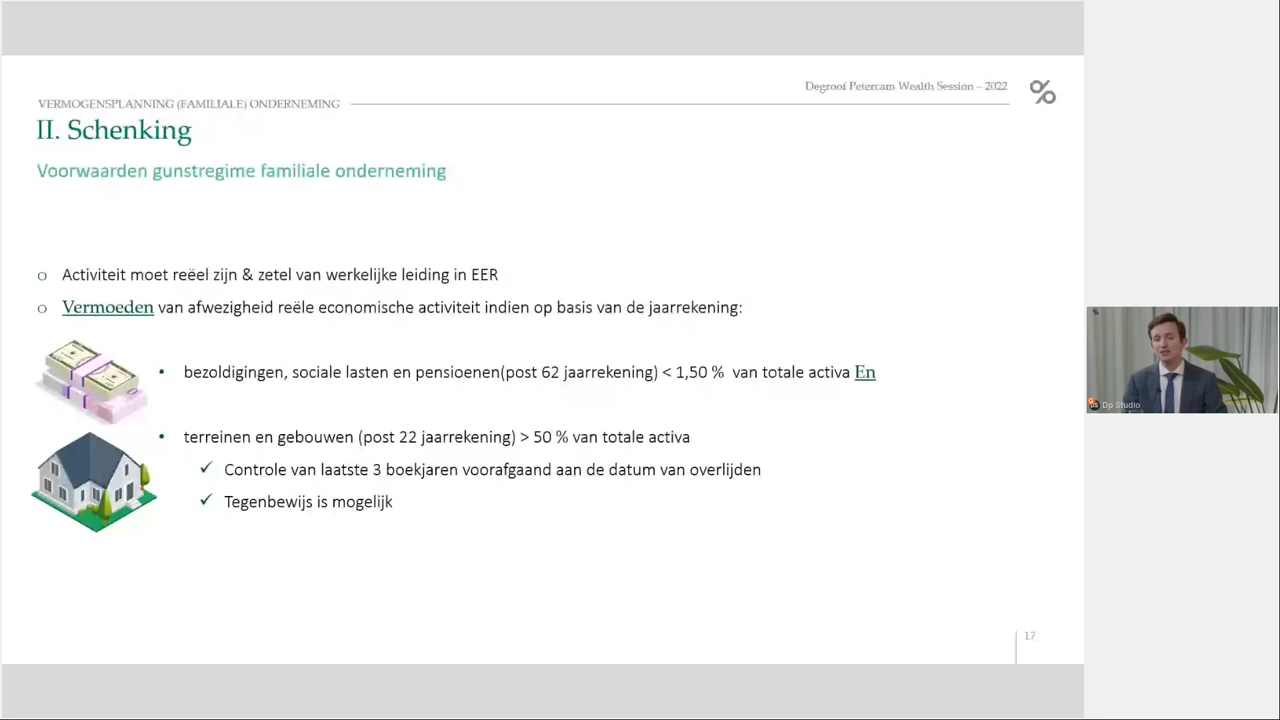 Degroof Petercam Wealth Session – 2022
VERMOGENSPLANNING (FAMILIALE) ONDERNEMING
II. Schenking
Voorwaarden gunstregime familiale onderneming
o Activiteit moet reëel zijn & zetel van werkelijke leiding in EER
o Vermoeden van afwezigheid reële economische activiteit indien op basis van de jaarrekening:
• bezoldigingen, sociale lasten en pensioenen(post 62 jaarrekening) < 1,50 % van totale activa En
• terreinen en gebouwen (post 22 jaarrekening) > 50 % van totale activa
✓ Controle van laatste 3 boekjaren voorafgaand aan de datum van overlijden
✓ Tegenbewijs is mogelijk
Dp Studio
17